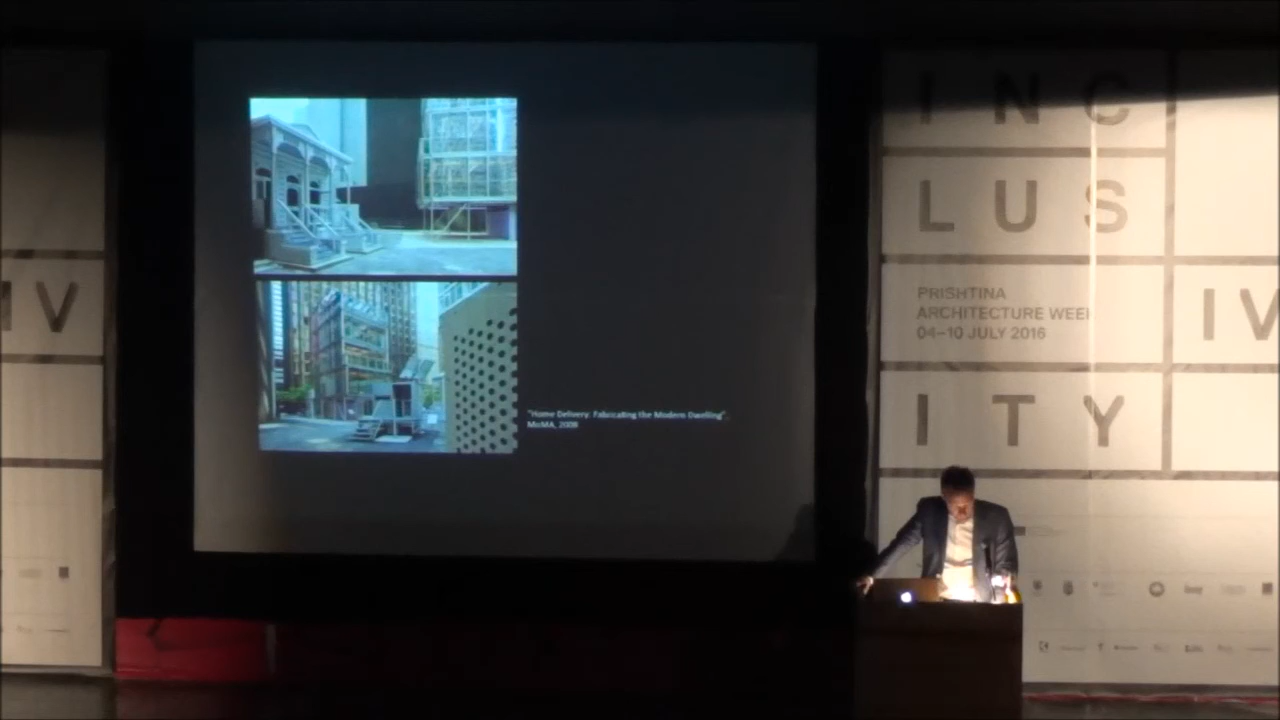 IV
"Home Delivery: Fabricating the Modern Dwelling",
MoMA, 2008
INC
LUS
PRISHTINA
ARCHITECTURE WEEK
04–10 JULY 2016
IV
ITY